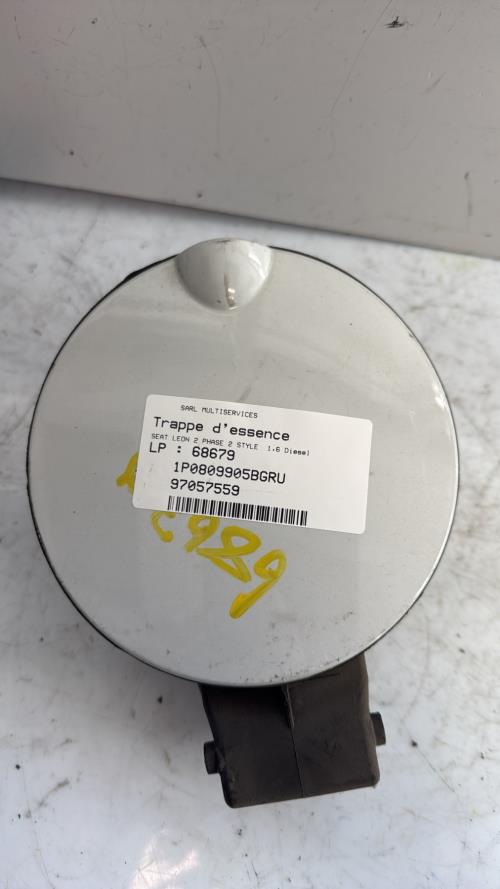 SARL MULTISERVICES
Trappe d'essence
SEAT LEON 2 PHASE 2 STYLE 1.6 Diesel
LP : 68679
1P0809905BGRU
97057559